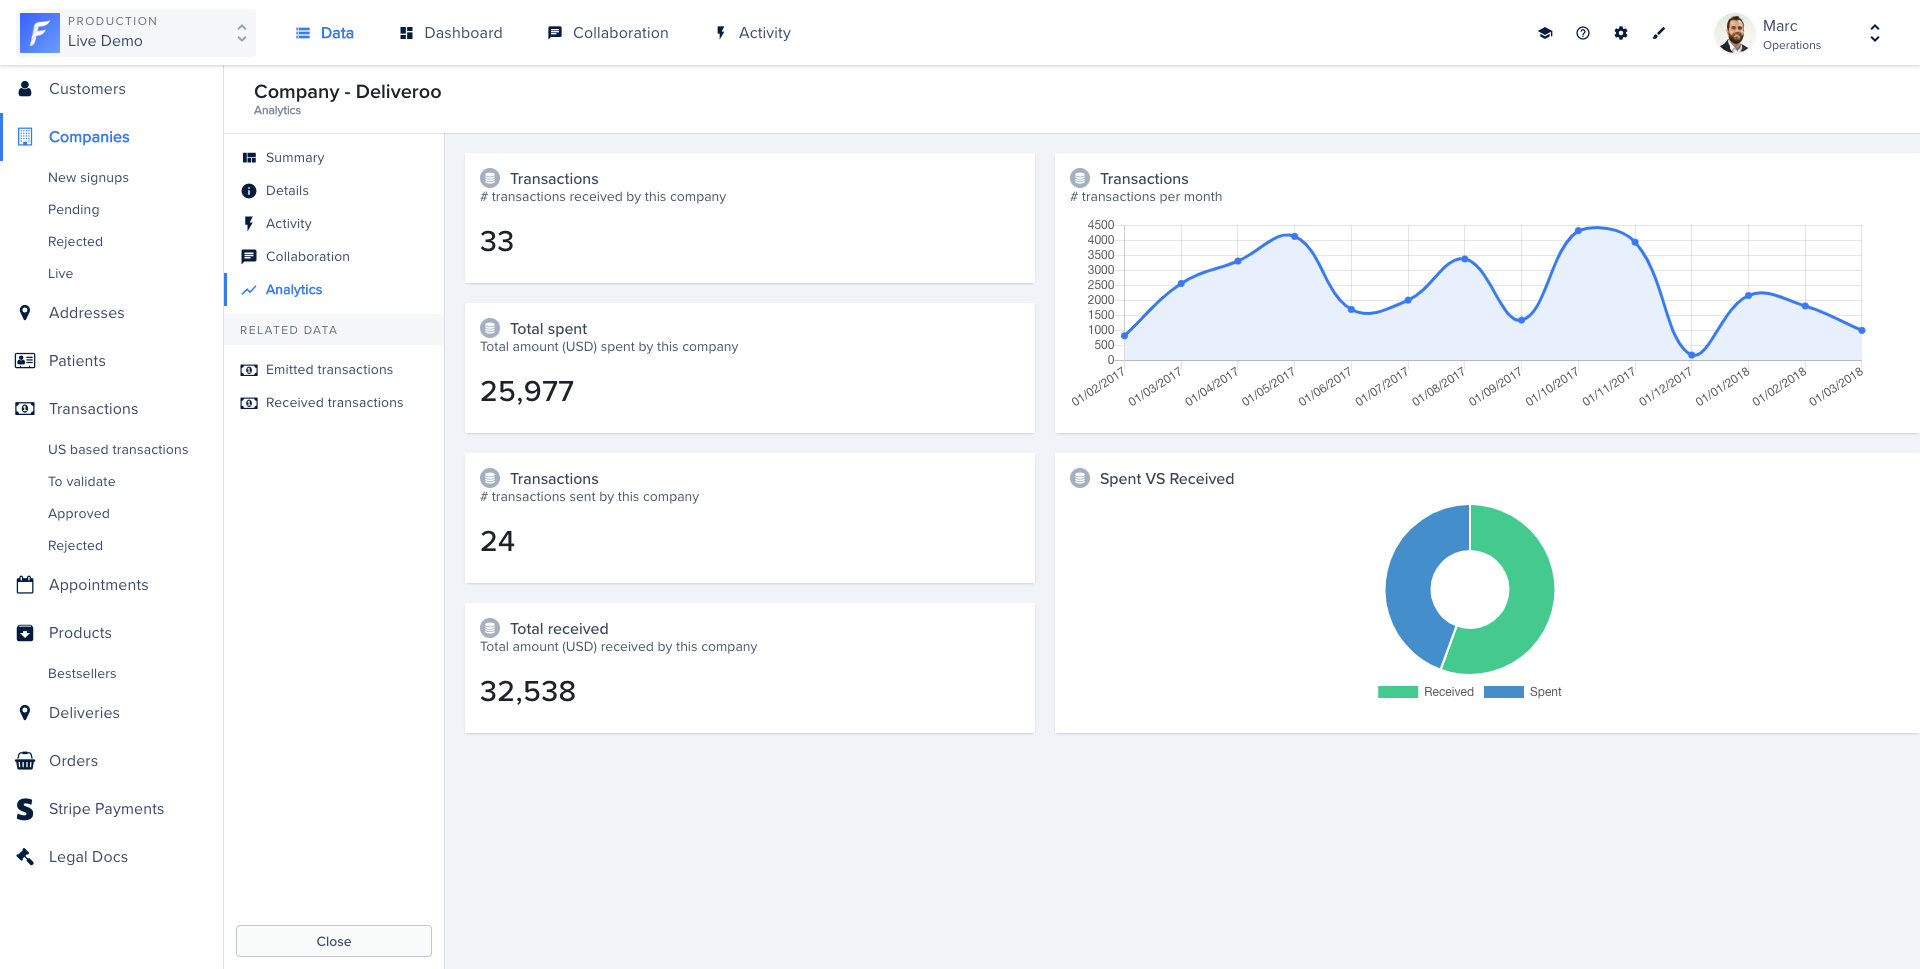 PRODUCTION
Live Demo
Data
Dashboard
Collaboration
Activity
Marc
Operations
Customers
Companies
New signups
Pending
Rejected
Live
Addresses
Patients
Transactions
US based transactions
To validate
Approved
Rejected
Appointments
Products
Bestsellers
Deliveries
Orders
Stripe Payments
Legal Docs
Company - Deliveroo
Analytics
Summary
Details
Activity
Collaboration
Analytics
RELATED DATA
Emitted transactions
Received transactions
Close
Transactions
# transactions received by this company
33
Total spent
Total amount (USD) spent by this company
25,977
Transactions
# transactions sent by this company
24
Total received
Total amount (USD) received by this company
32,538
Transactions
# transactions per month
4500
4000
3500
3000
2500
2000
1500
1000
500
0
01/02/2017
01/03/2017
01/04/2017
01/05/2017
01/06/2017
01/07/2017
01/08/2017
01/09/2017
01/10/2017
01/11/2017
01/12/2017
01/01/2018
01/02/2018
01/03/2018
Spent VS Received
Received
Spent